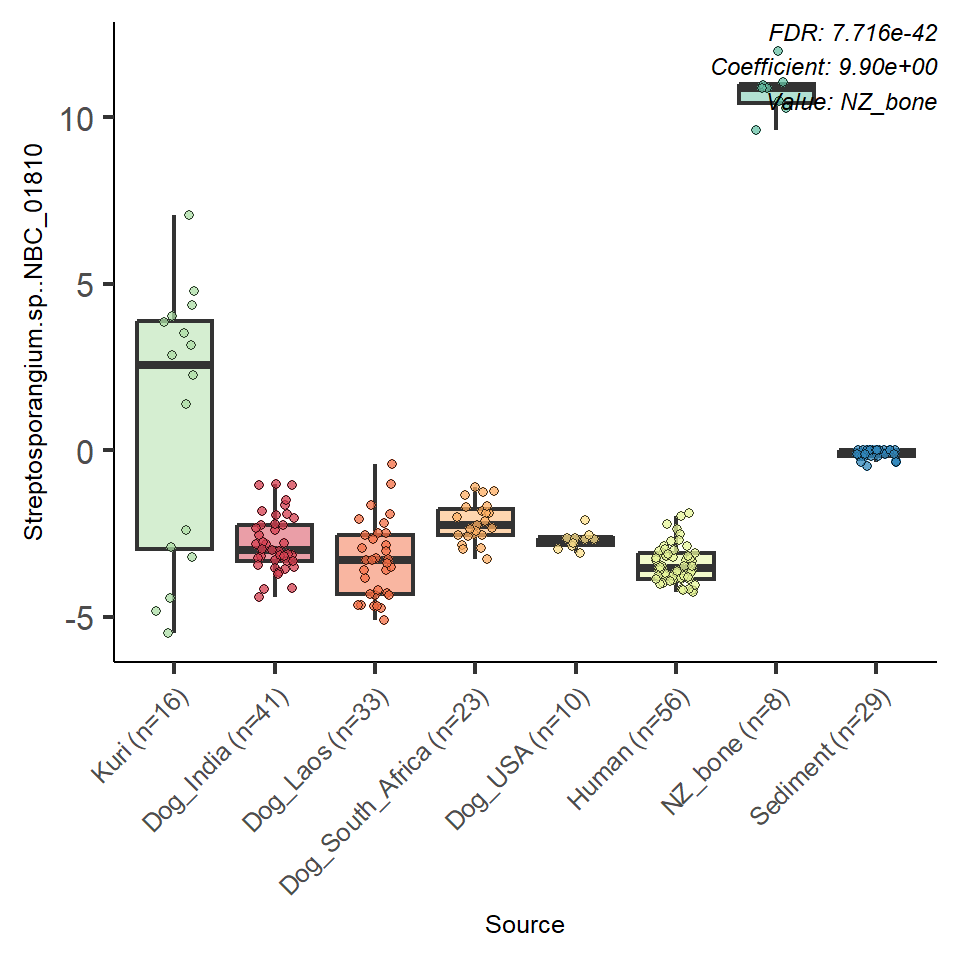 FDR: 7.716e-42
Coefficient: 9.90e+00
Value: NZ_bone
Streptosporangium.sp..NBC_01810
10
5
0
-5
Kuri (n=16)
Dog_India (n=41)
Dog_Laos (n=33)
Dog_South_Africa (n=23)
Dog_USA (n=10)
Human (n=56)
NZ_bone (n=8)
Sediment (n=29)
Source